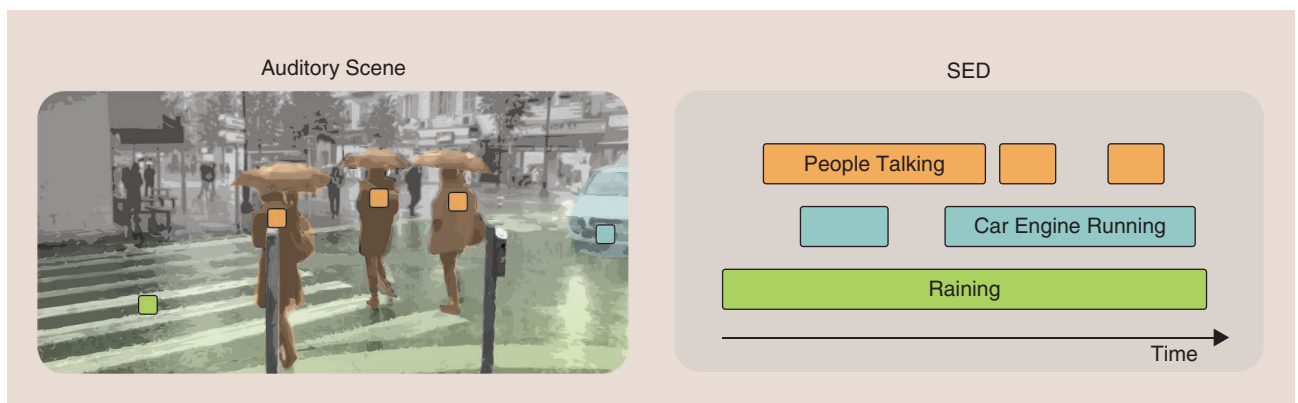 Auditory Scene
SED
People Talking
Car Engine Running
Raining
Time